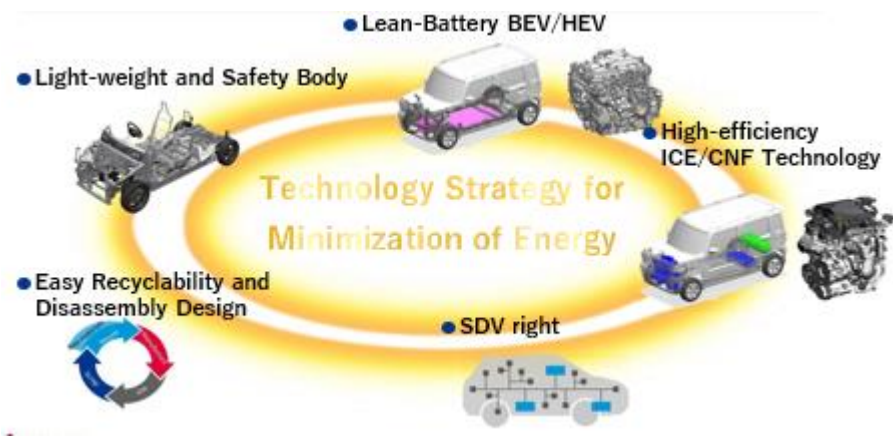 Lean-Battery BEV/HEV
Light-weight and Safety Body
High-efficiency
ICE/CNF Technology
Technology Strategy for
Minimization of Energy
Easy Recyclability and
Disassembly Design
SDV right